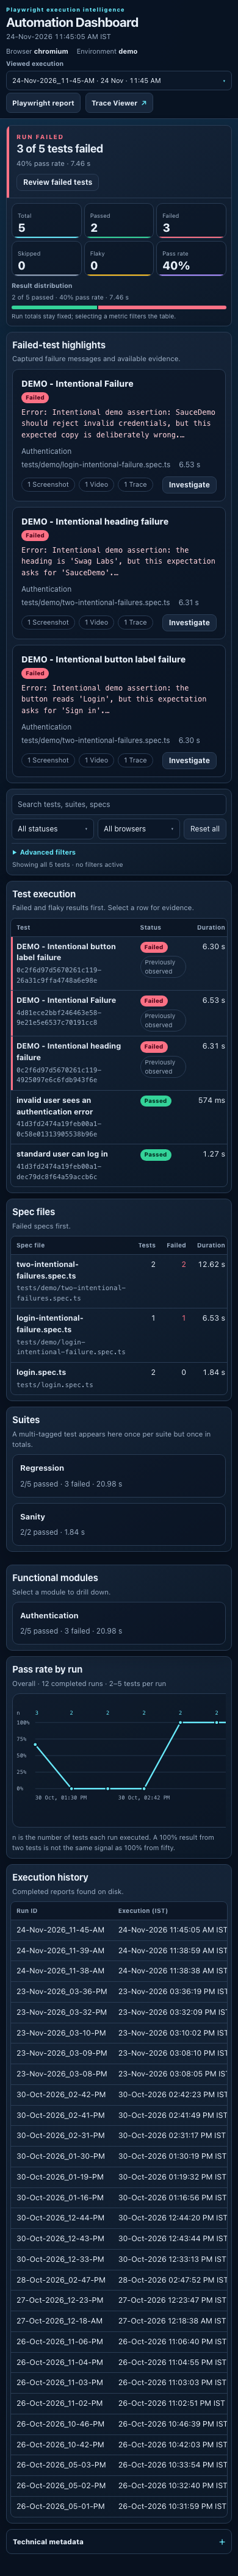 Playwright execution intelligence
Automation Dashboard
24-Nov-2026 11:45:05 AM IST
Browser chromium Environment demo
Viewed execution
24-Nov-2026_11-45-AM · 24 Nov · 11:45 AM
Playwright report
Trace Viewer ↗
RUN FAILED
3 of 5 tests failed
40% pass rate · 7.46 s
Review failed tests
Total
5
Passed
2
Failed
3
Skipped
0
Flaky
0
Pass rate
40%
Result distribution
2 of 5 passed · 40% pass rate · 7.46 s
Run totals stay fixed; selecting a metric filters the table.
Failed-test highlights
Captured failure messages and available evidence.
DEMO - Intentional Failure
Failed
Error: Intentional demo assertion: SauceDemo
should reject invalid credentials, but this
expected copy is deliberately wrong.…
Authentication
tests/demo/login-intentional-failure.spec.ts 6.53 s
1 Screenshot 1 Video 1 Trace Investigate
DEMO - Intentional heading failure
Failed
Error: Intentional demo assertion: the
heading is 'Swag Labs', but this expectation
asks for 'SauceDemo'.…
Authentication
tests/demo/two-intentional-failures.spec.ts 6.31 s
1 Screenshot 1 Video 1 Trace Investigate
DEMO - Intentional button label failure
Failed
Error: Intentional demo assertion: the
button reads 'Login', but this expectation
asks for 'Sign in'.…
Authentication
tests/demo/two-intentional-failures.spec.ts 6.30 s
1 Screenshot 1 Video 1 Trace Investigate
Search tests, suites, specs
All statuses
All browsers
Reset all
Advanced filters
Showing all 5 tests · no filters active
Test execution
Failed and flaky results first. Select a row for evidence.
Test Status Duration
DEMO - Intentional button
label failure
0c2f6d97d5670261c119-
26a31c9ffa4748a6e98e
Failed
Previously
observed
6.30 s
DEMO - Intentional Failure
4d81ece2bbf246463e58-
9e21e5e6537c70191cc8
Failed
Previously
observed
6.53 s
DEMO - Intentional heading
failure
0c2f6d97d5670261c119-
4925097e6c6fdb943f6e
Failed
Previously
observed
6.31 s
invalid user sees an
authentication error
41d3fd2474a19feb00a1-
0c58e01313905538b96e
Passed
574 ms
standard user can log in
41d3fd2474a19feb00a1-
dec79dc8f64a59accb6c
Passed
1.27 s
Spec files
Failed specs first.
Spec file Tests Failed Duration
two-intentional-
failures.spec.ts
tests/demo/two-intentional-
failures.spec.ts
2 2 12.62 s
login-intentional-
failure.spec.ts
tests/demo/login-
intentional-failure.spec.ts
1 1 6.53 s
login.spec.ts
tests/login.spec.ts
2 0 1.84 s
Suites
A multi-tagged test appears here once per suite but once in
totals.
Regression
2/5 passed · 3 failed · 20.98 s
Sanity
2/2 passed · 1.84 s
Functional modules
Select a module to drill down.
Authentication
2/5 passed · 3 failed · 20.98 s
Pass rate by run
Overall · 12 completed runs · 2–5 tests per run
n 3 2 2 2 2 2
100%
75%
50%
25%
0%
30 Oct, 01:30 PM 30 Oct, 02:42 PM
n is the number of tests each run executed. A 100% result from
two tests is not the same signal as 100% from fifty.
Execution history
Completed reports found on disk.
Run ID Execution (IST)
24-Nov-2026_11-45-AM 24-Nov-2026 11:45:05 AM IST
24-Nov-2026_11-39-AM 24-Nov-2026 11:38:59 AM IST
24-Nov-2026_11-38-AM 24-Nov-2026 11:38:38 AM IST
23-Nov-2026_03-36-PM 23-Nov-2026 03:36:19 PM IST
23-Nov-2026_03-32-PM 23-Nov-2026 03:32:09 PM IST
23-Nov-2026_03-10-PM 23-Nov-2026 03:10:02 PM IST
23-Nov-2026_03-09-PM 23-Nov-2026 03:08:10 PM IST
23-Nov-2026_03-08-PM 23-Nov-2026 03:08:05 PM IST
30-Oct-2026_02-42-PM 30-Oct-2026 02:42:23 PM IST
30-Oct-2026_02-41-PM 30-Oct-2026 02:41:49 PM IST
30-Oct-2026_02-31-PM 30-Oct-2026 02:31:17 PM IST
30-Oct-2026_01-30-PM 30-Oct-2026 01:30:19 PM IST
30-Oct-2026_01-19-PM 30-Oct-2026 01:19:32 PM IST
30-Oct-2026_01-16-PM 30-Oct-2026 01:16:56 PM IST
30-Oct-2026_12-44-PM 30-Oct-2026 12:44:20 PM IST
30-Oct-2026_12-43-PM 30-Oct-2026 12:43:44 PM IST
30-Oct-2026_12-33-PM 30-Oct-2026 12:33:13 PM IST
28-Oct-2026_02-47-PM 28-Oct-2026 02:47:52 PM IST
27-Oct-2026_12-23-PM 27-Oct-2026 12:23:47 PM IST
27-Oct-2026_12-18-AM 27-Oct-2026 12:18:38 AM IST
26-Oct-2026_11-06-PM 26-Oct-2026 11:06:40 PM IST
26-Oct-2026_11-04-PM 26-Oct-2026 11:04:55 PM IST
26-Oct-2026_11-03-PM 26-Oct-2026 11:03:03 PM IST
26-Oct-2026_11-02-PM 26-Oct-2026 11:02:51 PM IST
26-Oct-2026_10-46-PM 26-Oct-2026 10:46:39 PM IST
26-Oct-2026_10-42-PM 26-Oct-2026 10:42:03 PM IST
26-Oct-2026_05-03-PM 26-Oct-2026 10:33:54 PM IST
26-Oct-2026_05-02-PM 26-Oct-2026 10:32:40 PM IST
26-Oct-2026_05-01-PM 26-Oct-2026 10:31:59 PM IST
Technical metadata +